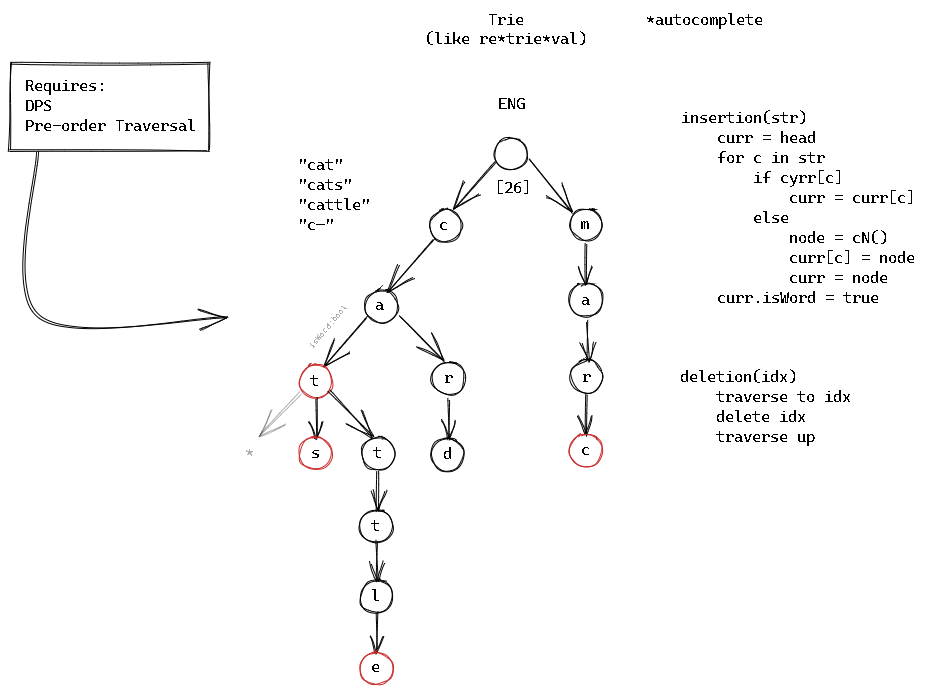 Trie
(like re*trie*val)
*autocomplete
Requires:
DPS
Pre-order Traversal
ENG
[26]
"cat"
"cats"
"cattle"
"c—"
insertion(str)
curr = head
for c in str
if cyrr[c]
curr = curr[c]
else
node = cN()
curr[c] = node
curr = node
curr.isWord = true
c
m
a
a
isWord:bool
t
r
r
*
s
t
d
c
t
l
e
deletion(idx)
traverse to idx
delete idx
traverse up